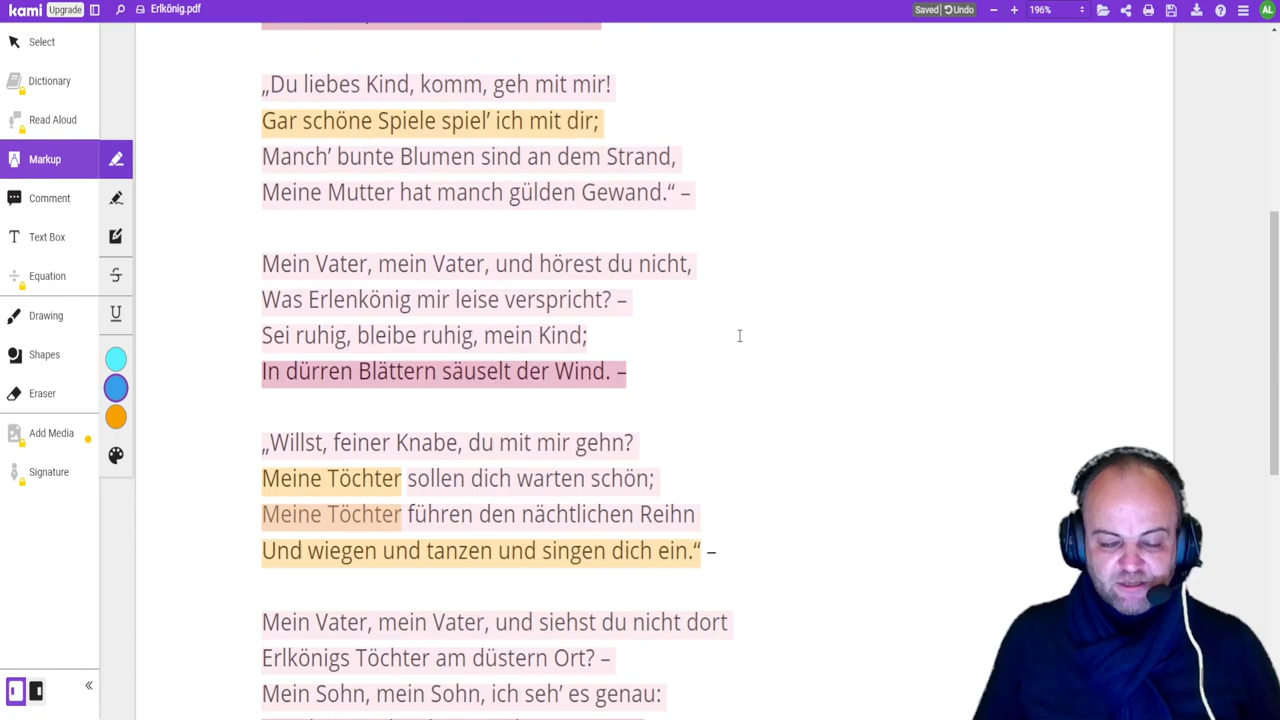 kami Upgrade Erlkönig.pdf Saved Undo 196% AL
Select
Dictionary
Read Aloud
Markup
Comment
Text Box
Equation
Drawing
Shapes
Eraser
Add Media
Signature
„Du liebes Kind, komm, geh mit mir!
Gar schöne Spiele spiel’ ich mit dir;
Manch’ bunte Blumen sind an dem Strand,
Meine Mutter hat manch gülden Gewand.“ –
Mein Vater, mein Vater, und hörest du nicht,
Was Erlenkönig mir leise verspricht? –
Sei ruhig, bleibe ruhig, mein Kind;
In dürren Blättern säuselt der Wind. –
„Willst, feiner Knabe, du mit mir gehn?
Meine Töchter sollen dich warten schön;
Meine Töchter führen den nächtlichen Reihn
Und wiegen und tanzen und singen dich ein.“ –
Mein Vater, mein Vater, und siehst du nicht dort
Erlkönigs Töchter am düstern Ort? –
Mein Sohn, mein Sohn, ich seh’ es genau: